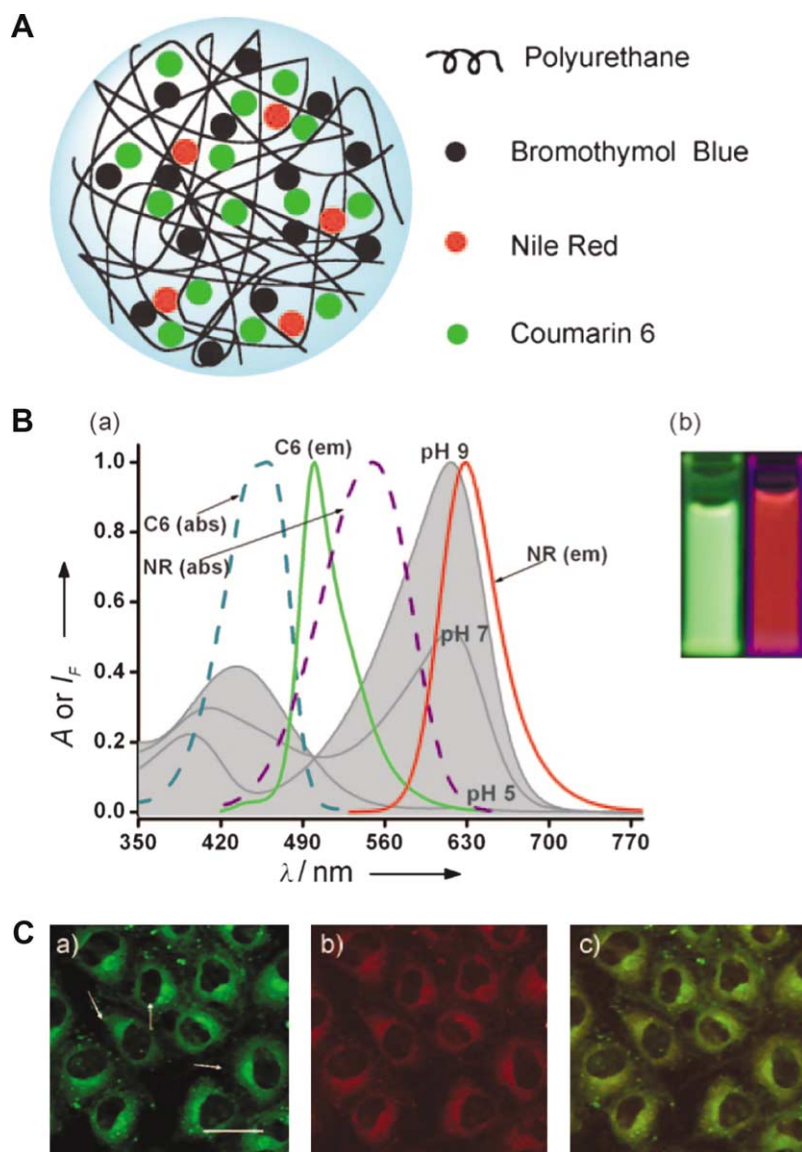 A
Polyurethane
Bromothymol Blue
Nile Red
Coumarin 6
B
(a)
(b)
C6 (em)
pH 9
C6 (abs)
NR (abs)
NR (em)
pH 7
pH 5
A or I_F
1.0
0.8
0.6
0.4
0.2
0.0
350 420 490 560 630 700 770
λ / nm
C
a)
b)
c)